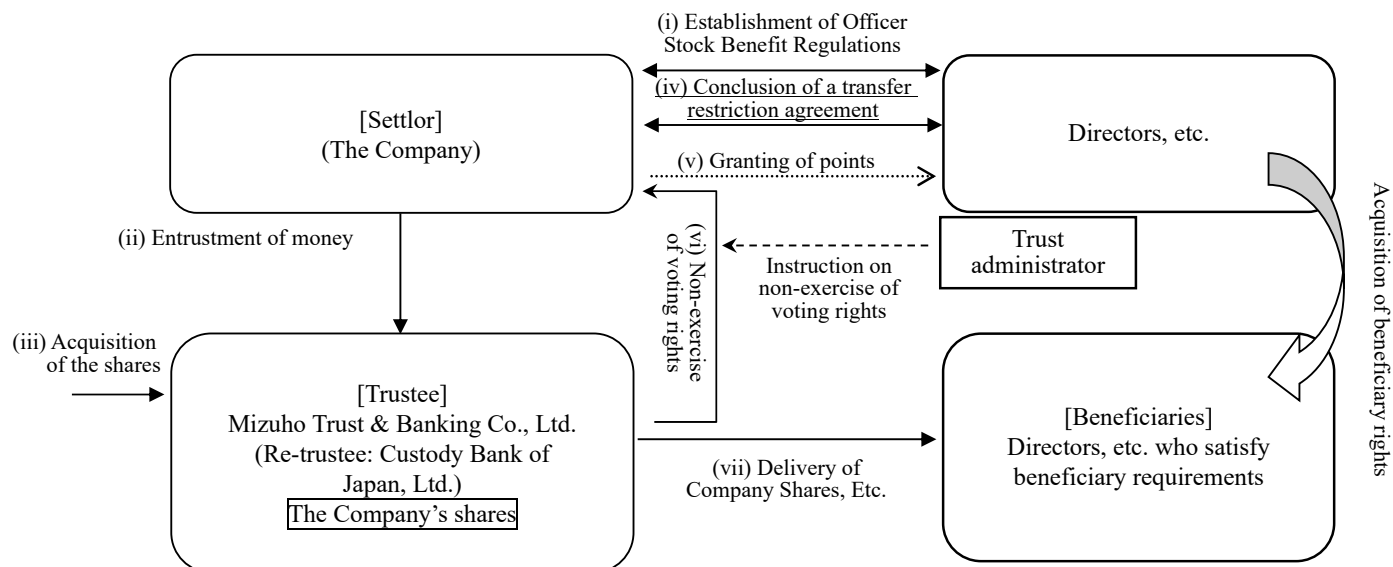 (i) Establishment of Officer
Stock Benefit Regulations
[Settlor]
(The Company)
(iv) Conclusion of a transfer
restriction agreement
Directors, etc.
(v) Granting of points
(ii) Entrustment of money
(vi) Non-exercise
of voting rights
Instruction on
non-exercise of
voting rights
Trust
administrator
Acquisition of beneficiary rights
(iii) Acquisition
of the shares
[Trustee]
Mizuho Trust & Banking Co., Ltd.
(Re-trustee: Custody Bank of
Japan, Ltd.)
The Company’s shares
(vii) Delivery of
Company Shares, Etc.
[Beneficiaries]
Directors, etc. who satisfy
beneficiary requirements